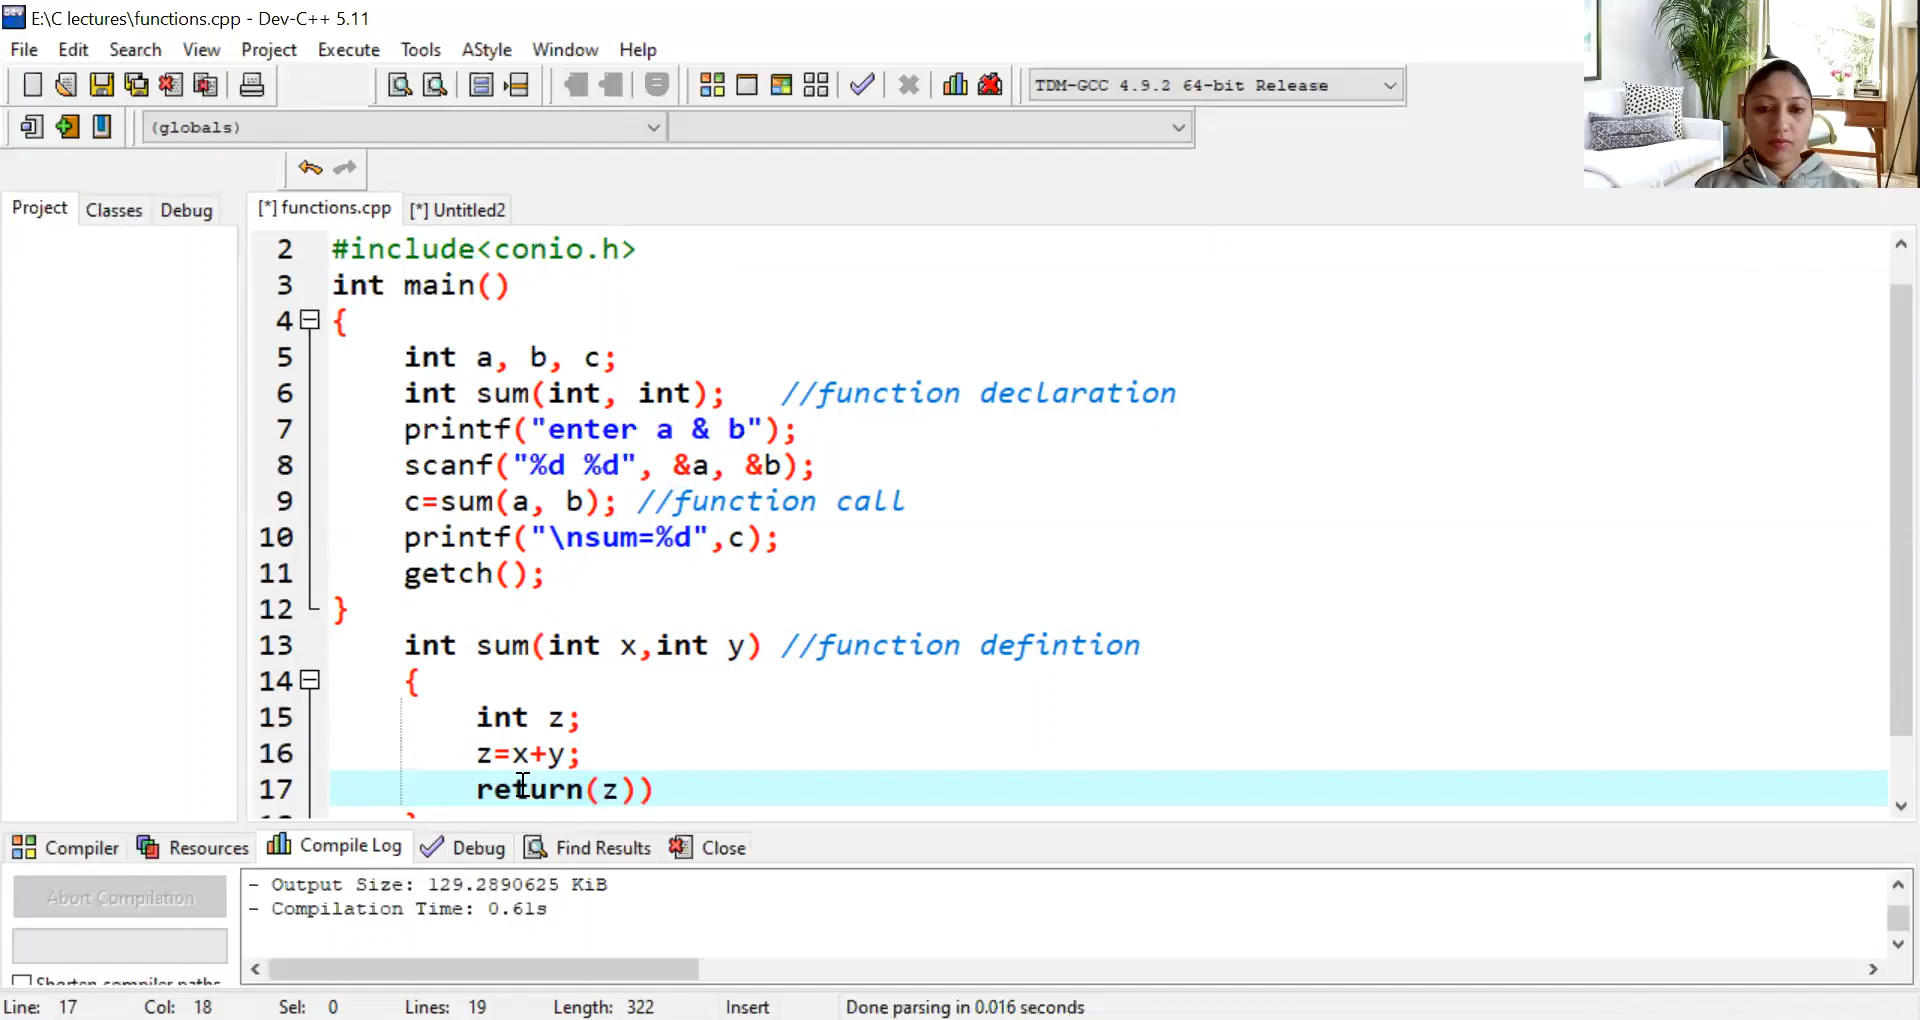 E:\C lectures\functions.cpp - Dev-C++ 5.11
File Edit Search View Project Execute Tools AStyle Window Help
TDM-GCC 4.9.2 64-bit Release
(globals)
Project Classes Debug [*] functions.cpp [*] Untitled2
2 #include<conio.h>
3 int main()
4 {
5 int a, b, c;
6 int sum(int, int); //function declaration
7 printf("enter a & b");
8 scanf("%d %d", &a, &b);
9 c=sum(a, b); //function call
10 printf("\nsum=%d",c);
11 getch();
12 }
13 int sum(int x,int y) //function defintion
14 {
15 int z;
16 z=x+y;
17 return(z))
Compiler Resources Compile Log Debug Find Results Close
Abort Compilation
- Output Size: 129.2890625 KiB
- Compilation Time: 0.61s
Shorten compiler paths
Line: 17 Col: 18 Sel: 0 Lines: 19 Length: 322 Insert Done parsing in 0.016 seconds